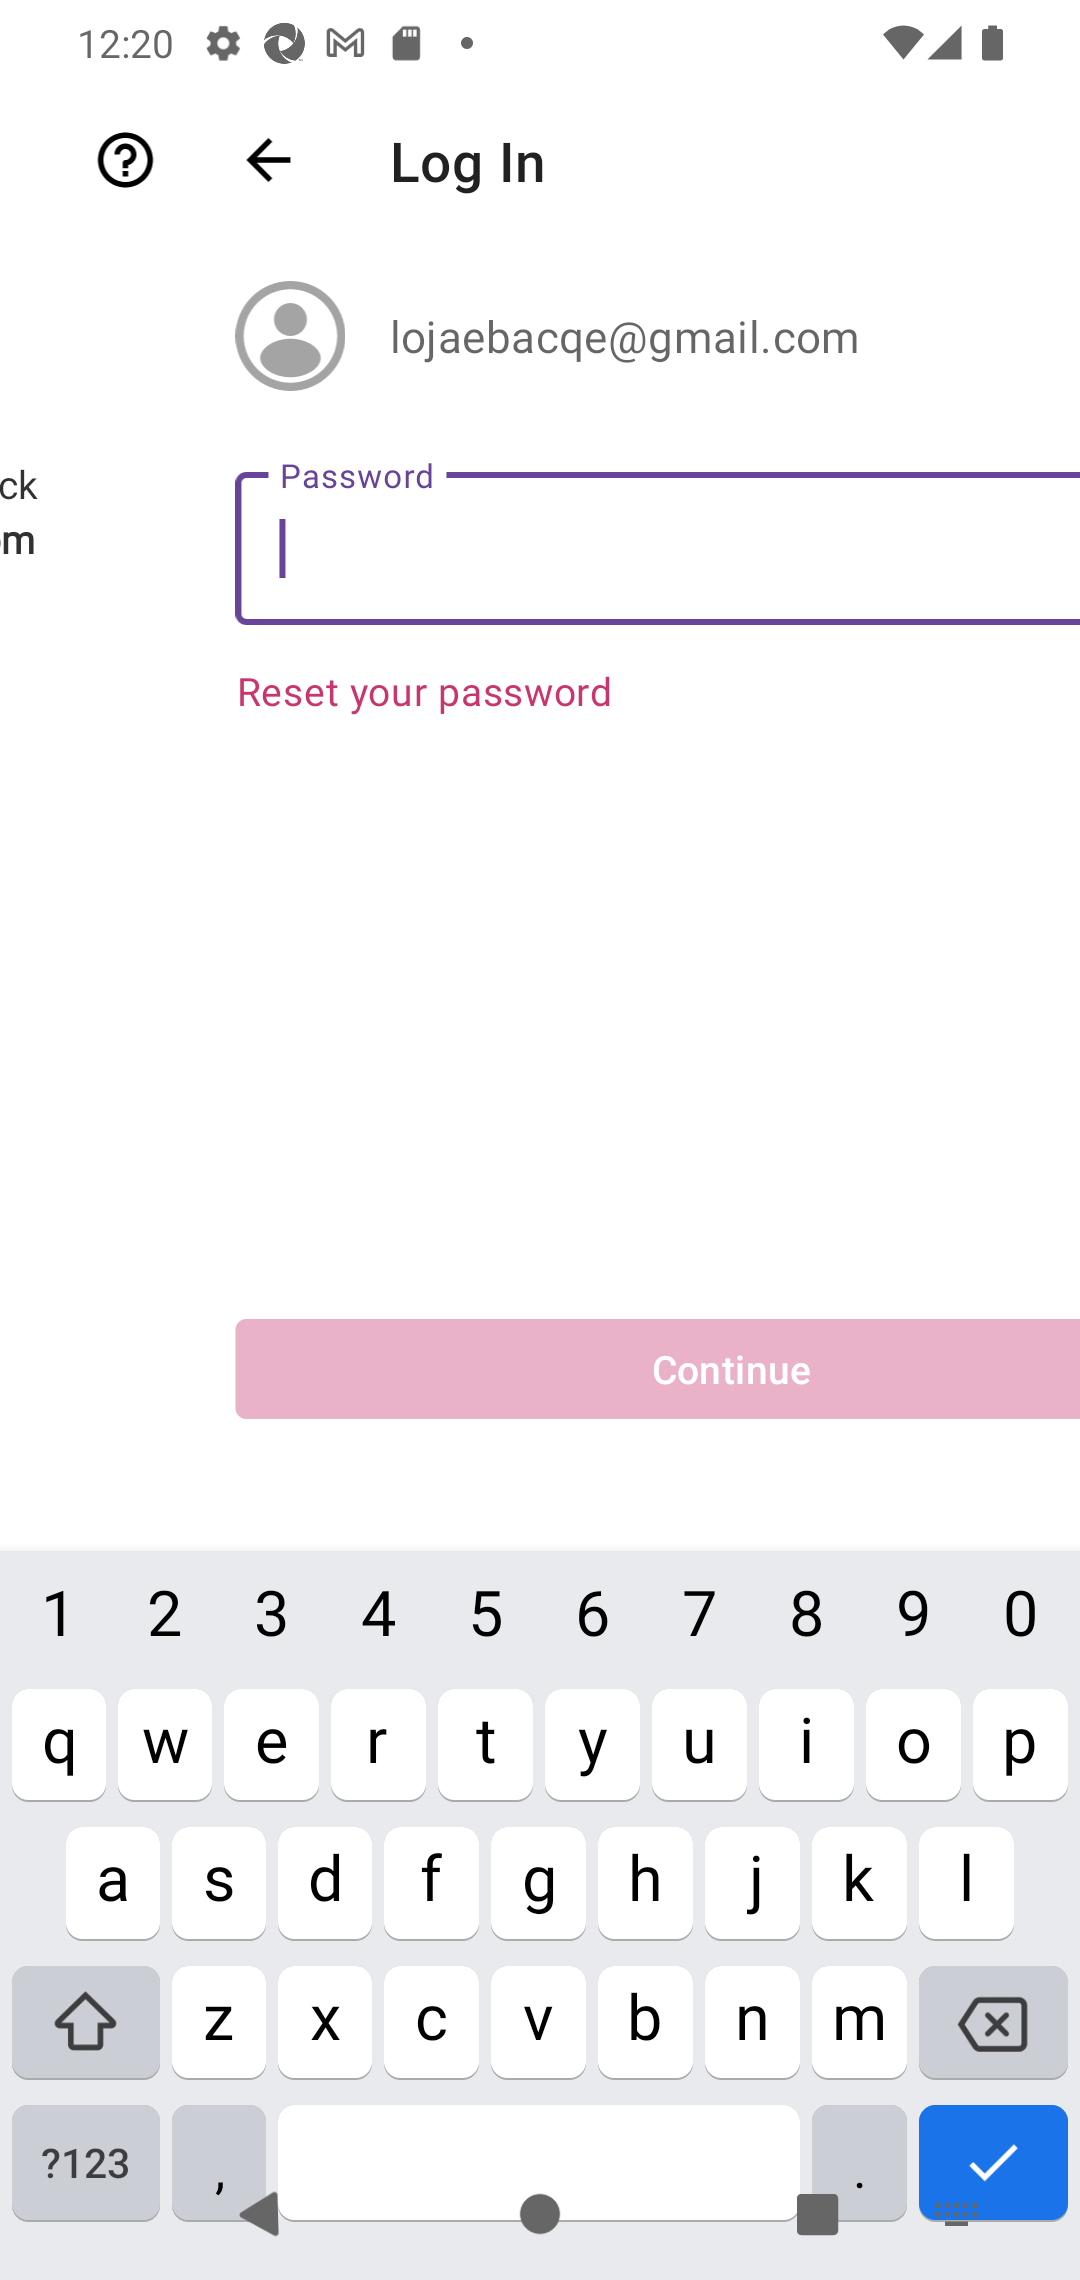 12:20
Log In
lojaebacqe@gmail.com
ck
Password
om
Reset your password
Continue
1 2 3 4 5 6 7 8 9 0
q w e r t y u i o p
a s d f g h j k l
z x c v b n m
?123 , .